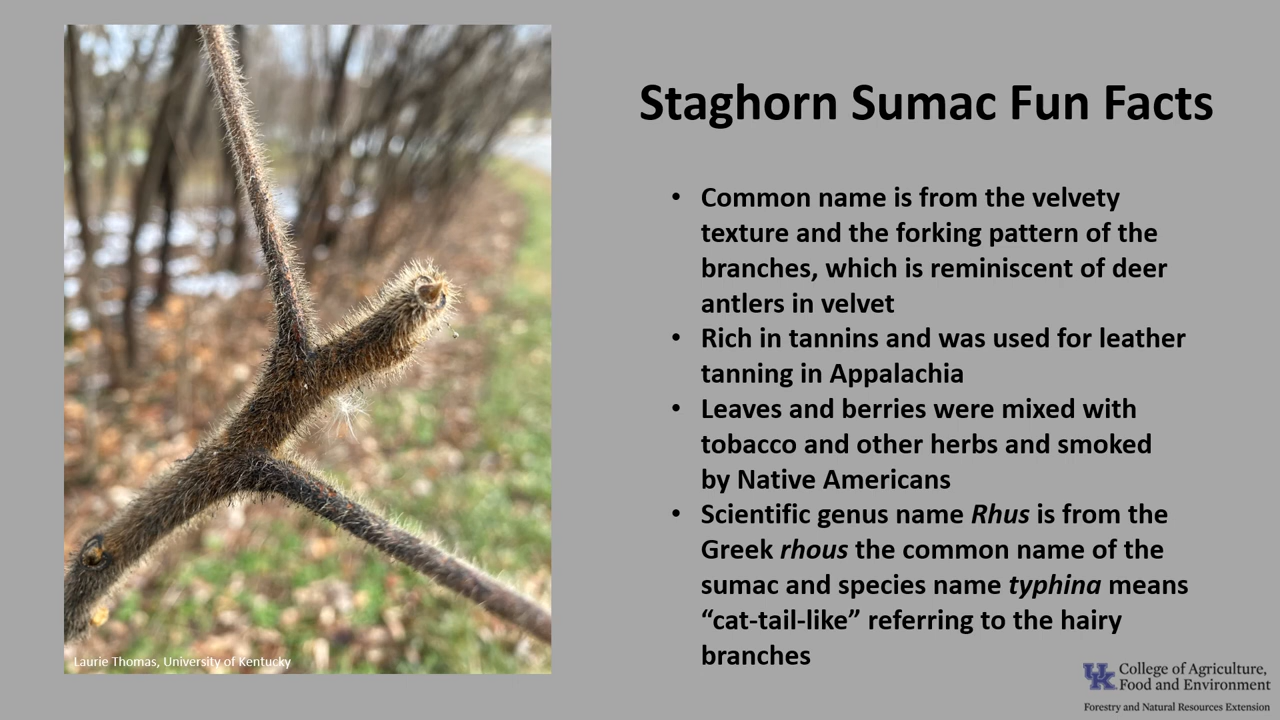 Staghorn Sumac Fun Facts
• Common name is from the velvety
texture and the forking pattern of the
branches, which is reminiscent of deer
antlers in velvet
• Rich in tannins and was used for leather
tanning in Appalachia
• Leaves and berries were mixed with
tobacco and other herbs and smoked
by Native Americans
• Scientific genus name Rhus is from the
Greek rhous the common name of the
sumac and species name typhina means
“cat-tail-like” referring to the hairy
branches
Laurie Thomas, University of Kentucky
UK College of Agriculture,
Food and Environment
Forestry and Natural Resources Extension